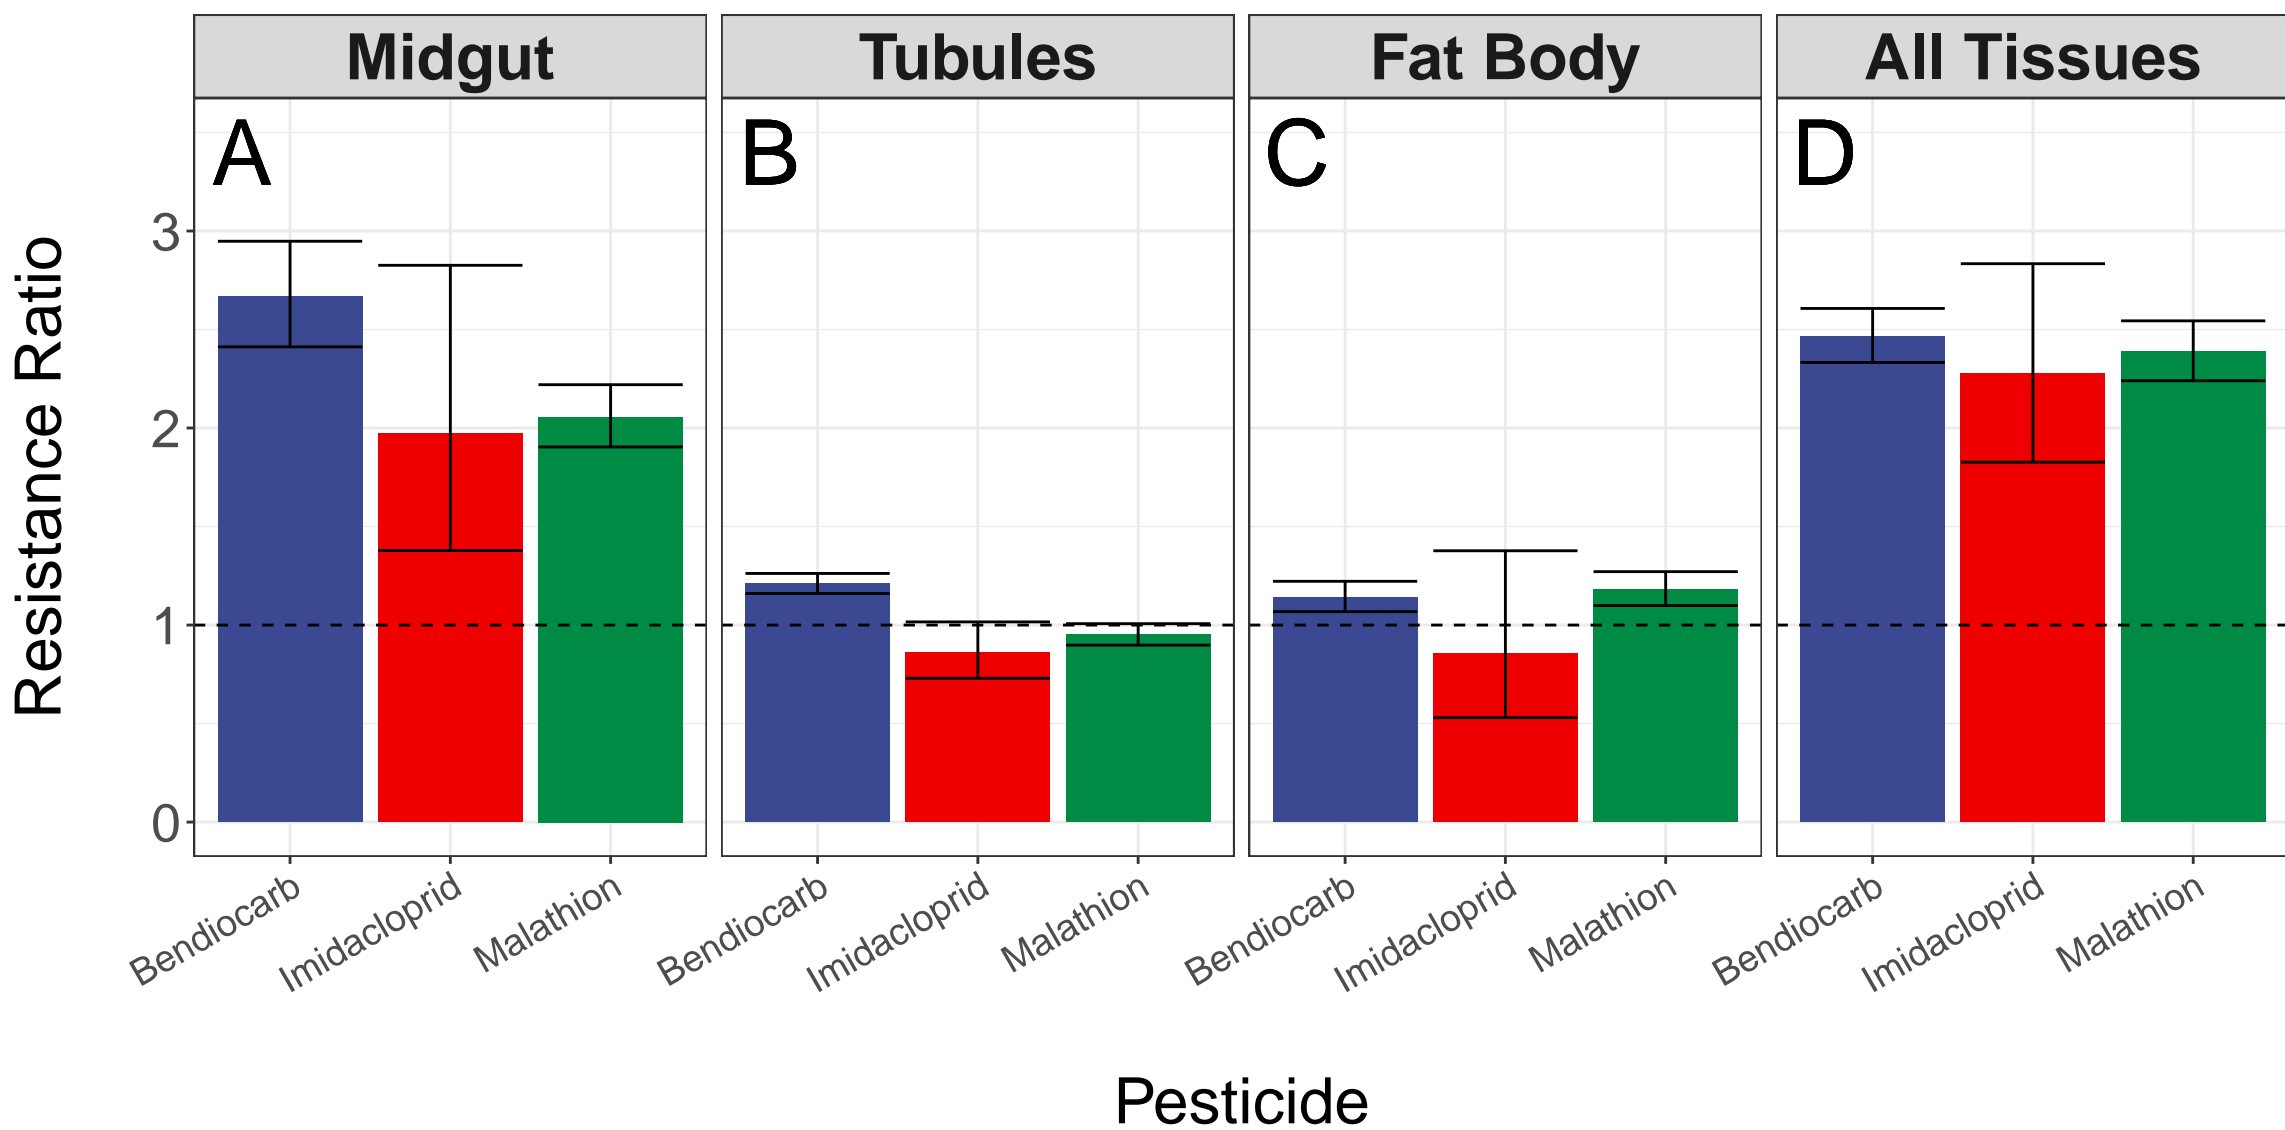 Midgut
Tubules
Fat Body
All Tissues
A
B
C
D
Resistance Ratio
3
2
1
0
Bendiocarb
Imidacloprid
Malathion
Bendiocarb
Imidacloprid
Malathion
Bendiocarb
Imidacloprid
Malathion
Bendiocarb
Imidacloprid
Malathion
Pesticide